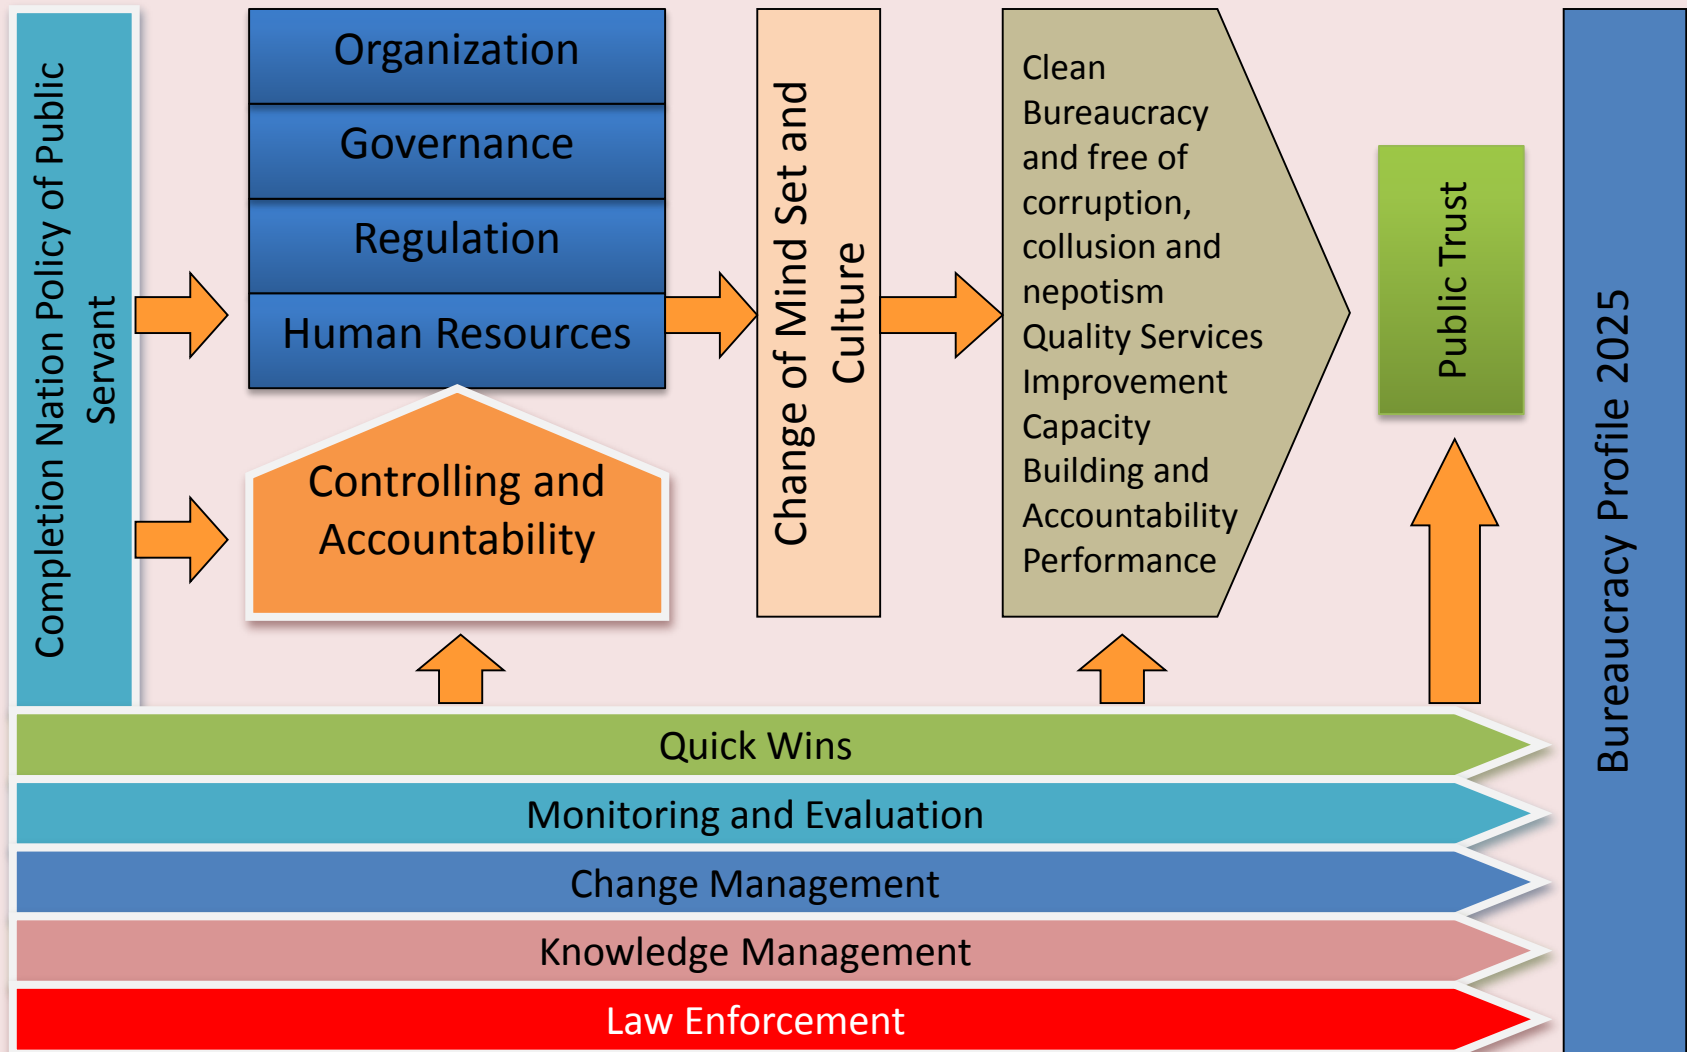 Completion Nation Policy of Public
Servant
Organization
Governance
Regulation
Human Resources
Controlling and
Accountability
Change of Mind Set and
Culture
Clean
Bureaucracy
and free of
corruption,
collusion and
nepotism
Quality Services
Improvement
Capacity
Building and
Accountability
Performance
Public Trust
Bureaucracy Profile 2025
Quick Wins
Monitoring and Evaluation
Change Management
Knowledge Management
Law Enforcement